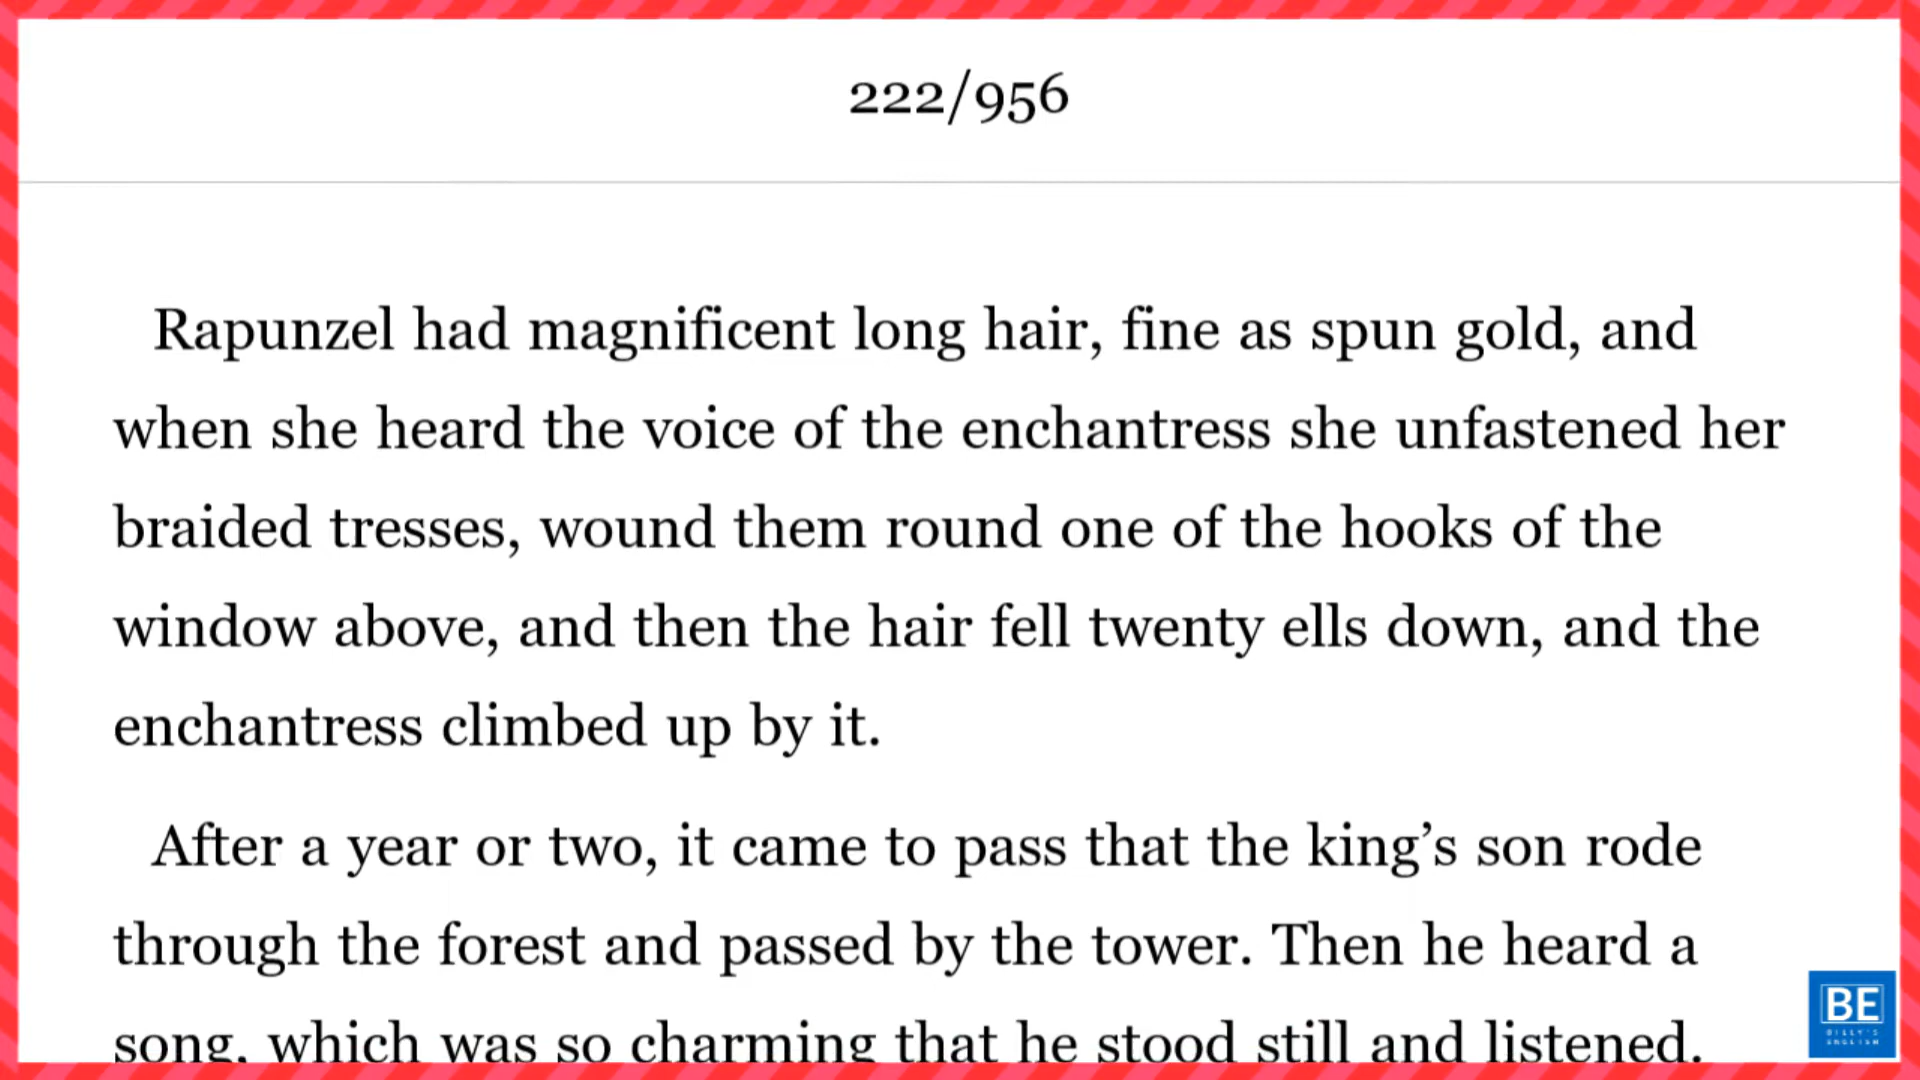 222/956
Rapunzel had magnificent long hair, fine as spun gold, and
when she heard the voice of the enchantress she unfastened her
braided tresses, wound them round one of the hooks of the
window above, and then the hair fell twenty ells down, and the
enchantress climbed up by it.
After a year or two, it came to pass that the king’s son rode
through the forest and passed by the tower. Then he heard a
song, which was so charming that he stood still and listened.
BE
BILLY'S
ENGLISH